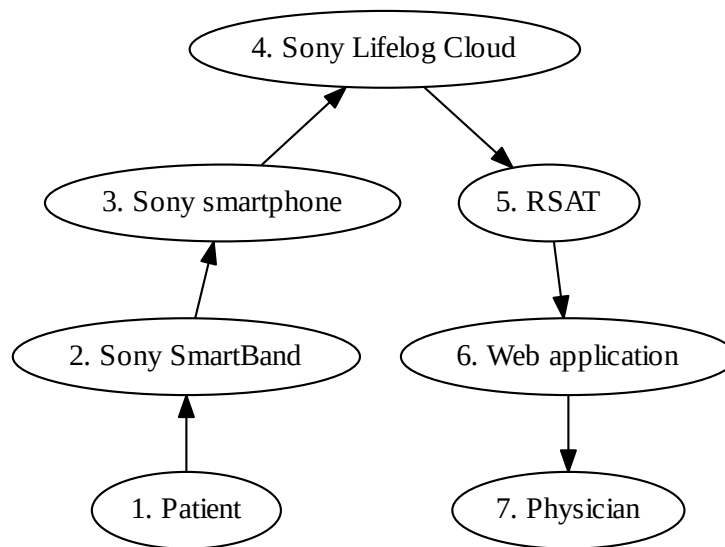 4. Sony Lifelog Cloud
3. Sony smartphone
5. RSAT
2. Sony SmartBand
6. Web application
1. Patient
7. Physician